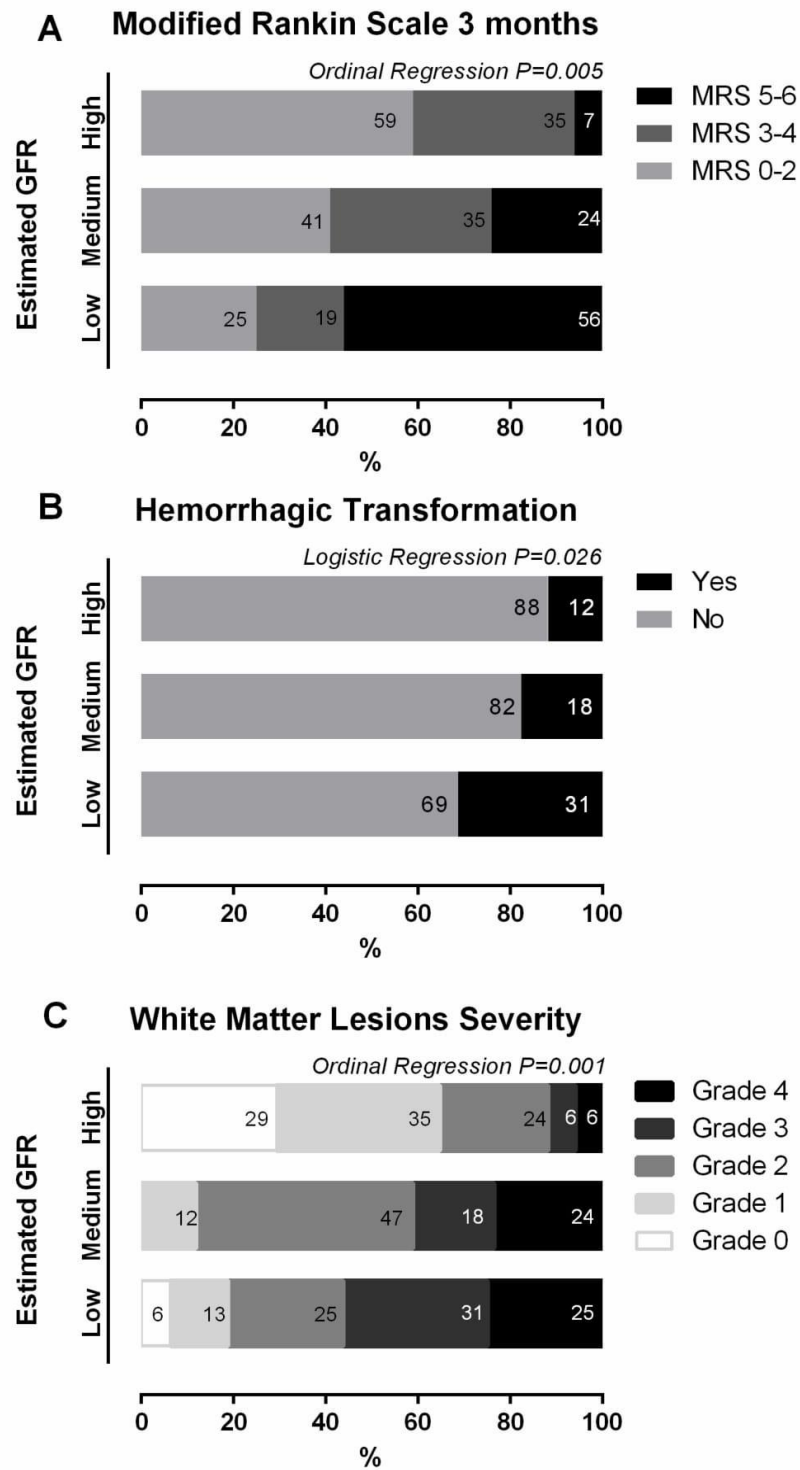 A Modified Rankin Scale 3 months
Ordinal Regression P=0.005
Estimated GFR
High
59 35 7
Medium
41 35 24
Low
25 19 56
MRS 5-6
MRS 3-4
MRS 0-2
0 20 40 60 80 100
%
B Hemorrhagic Transformation
Logistic Regression P=0.026
Estimated GFR
High
88 12
Medium
82 18
Low
69 31
Yes
No
0 20 40 60 80 100
%
C White Matter Lesions Severity
Ordinal Regression P=0.001
Estimated GFR
High
29 35 24 6 6
Medium
12 47 18 24
Low
6 13 25 31 25
Grade 4
Grade 3
Grade 2
Grade 1
Grade 0
0 20 40 60 80 100
%